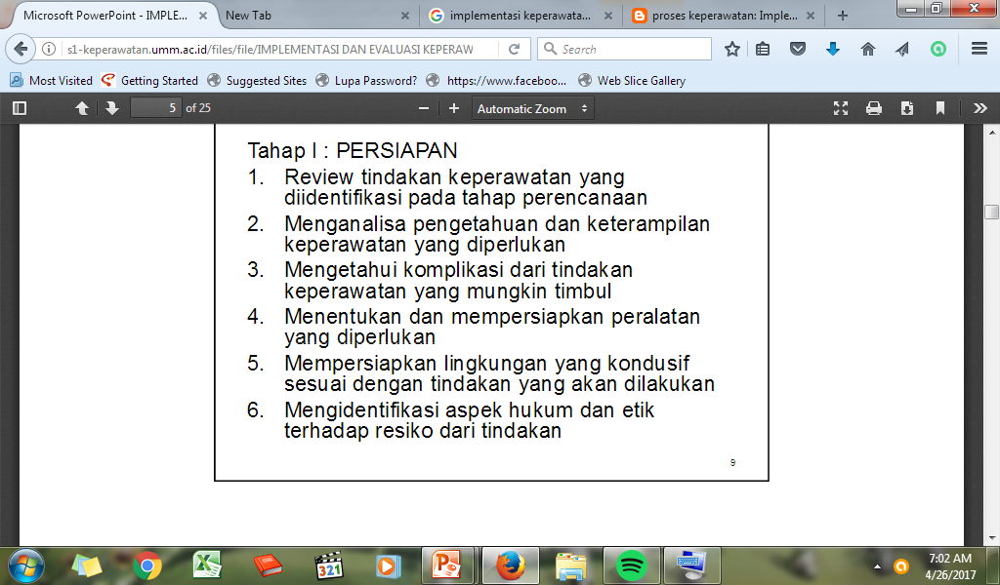 Microsoft PowerPoint - IMPLE...
New Tab
implementasi keperawata...
proses keperawatan: Imple...
s1-keperawatan.umm.ac.id/files/file/IMPLEMENTASI DAN EVALUASI KEPERAW
Search
Most Visited
Getting Started
Suggested Sites
Lupa Password?
https://www.faceboo...
Web Slice Gallery
5 of 25
Automatic Zoom
Tahap I : PERSIAPAN
1. Review tindakan keperawatan yang
diidentifikasi pada tahap perencanaan
2. Menganalisa pengetahuan dan keterampilan
keperawatan yang diperlukan
3. Mengetahui komplikasi dari tindakan
keperawatan yang mungkin timbul
4. Menentukan dan mempersiapkan peralatan
yang diperlukan
5. Mempersiapkan lingkungan yang kondusif
sesuai dengan tindakan yang akan dilakukan
6. Mengidentifikasi aspek hukum dan etik
terhadap resiko dari tindakan
9
321
7:02 AM
4/26/2017